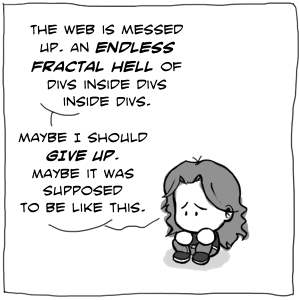 THE WEB IS MESSED
UP. AN ENDLESS
FRACTAL HELL OF
DIVS INSIDE DIVS
INSIDE DIVS.
MAYBE I SHOULD
GIVE UP.
MAYBE IT WAS
SUPPOSED
TO BE LIKE THIS.